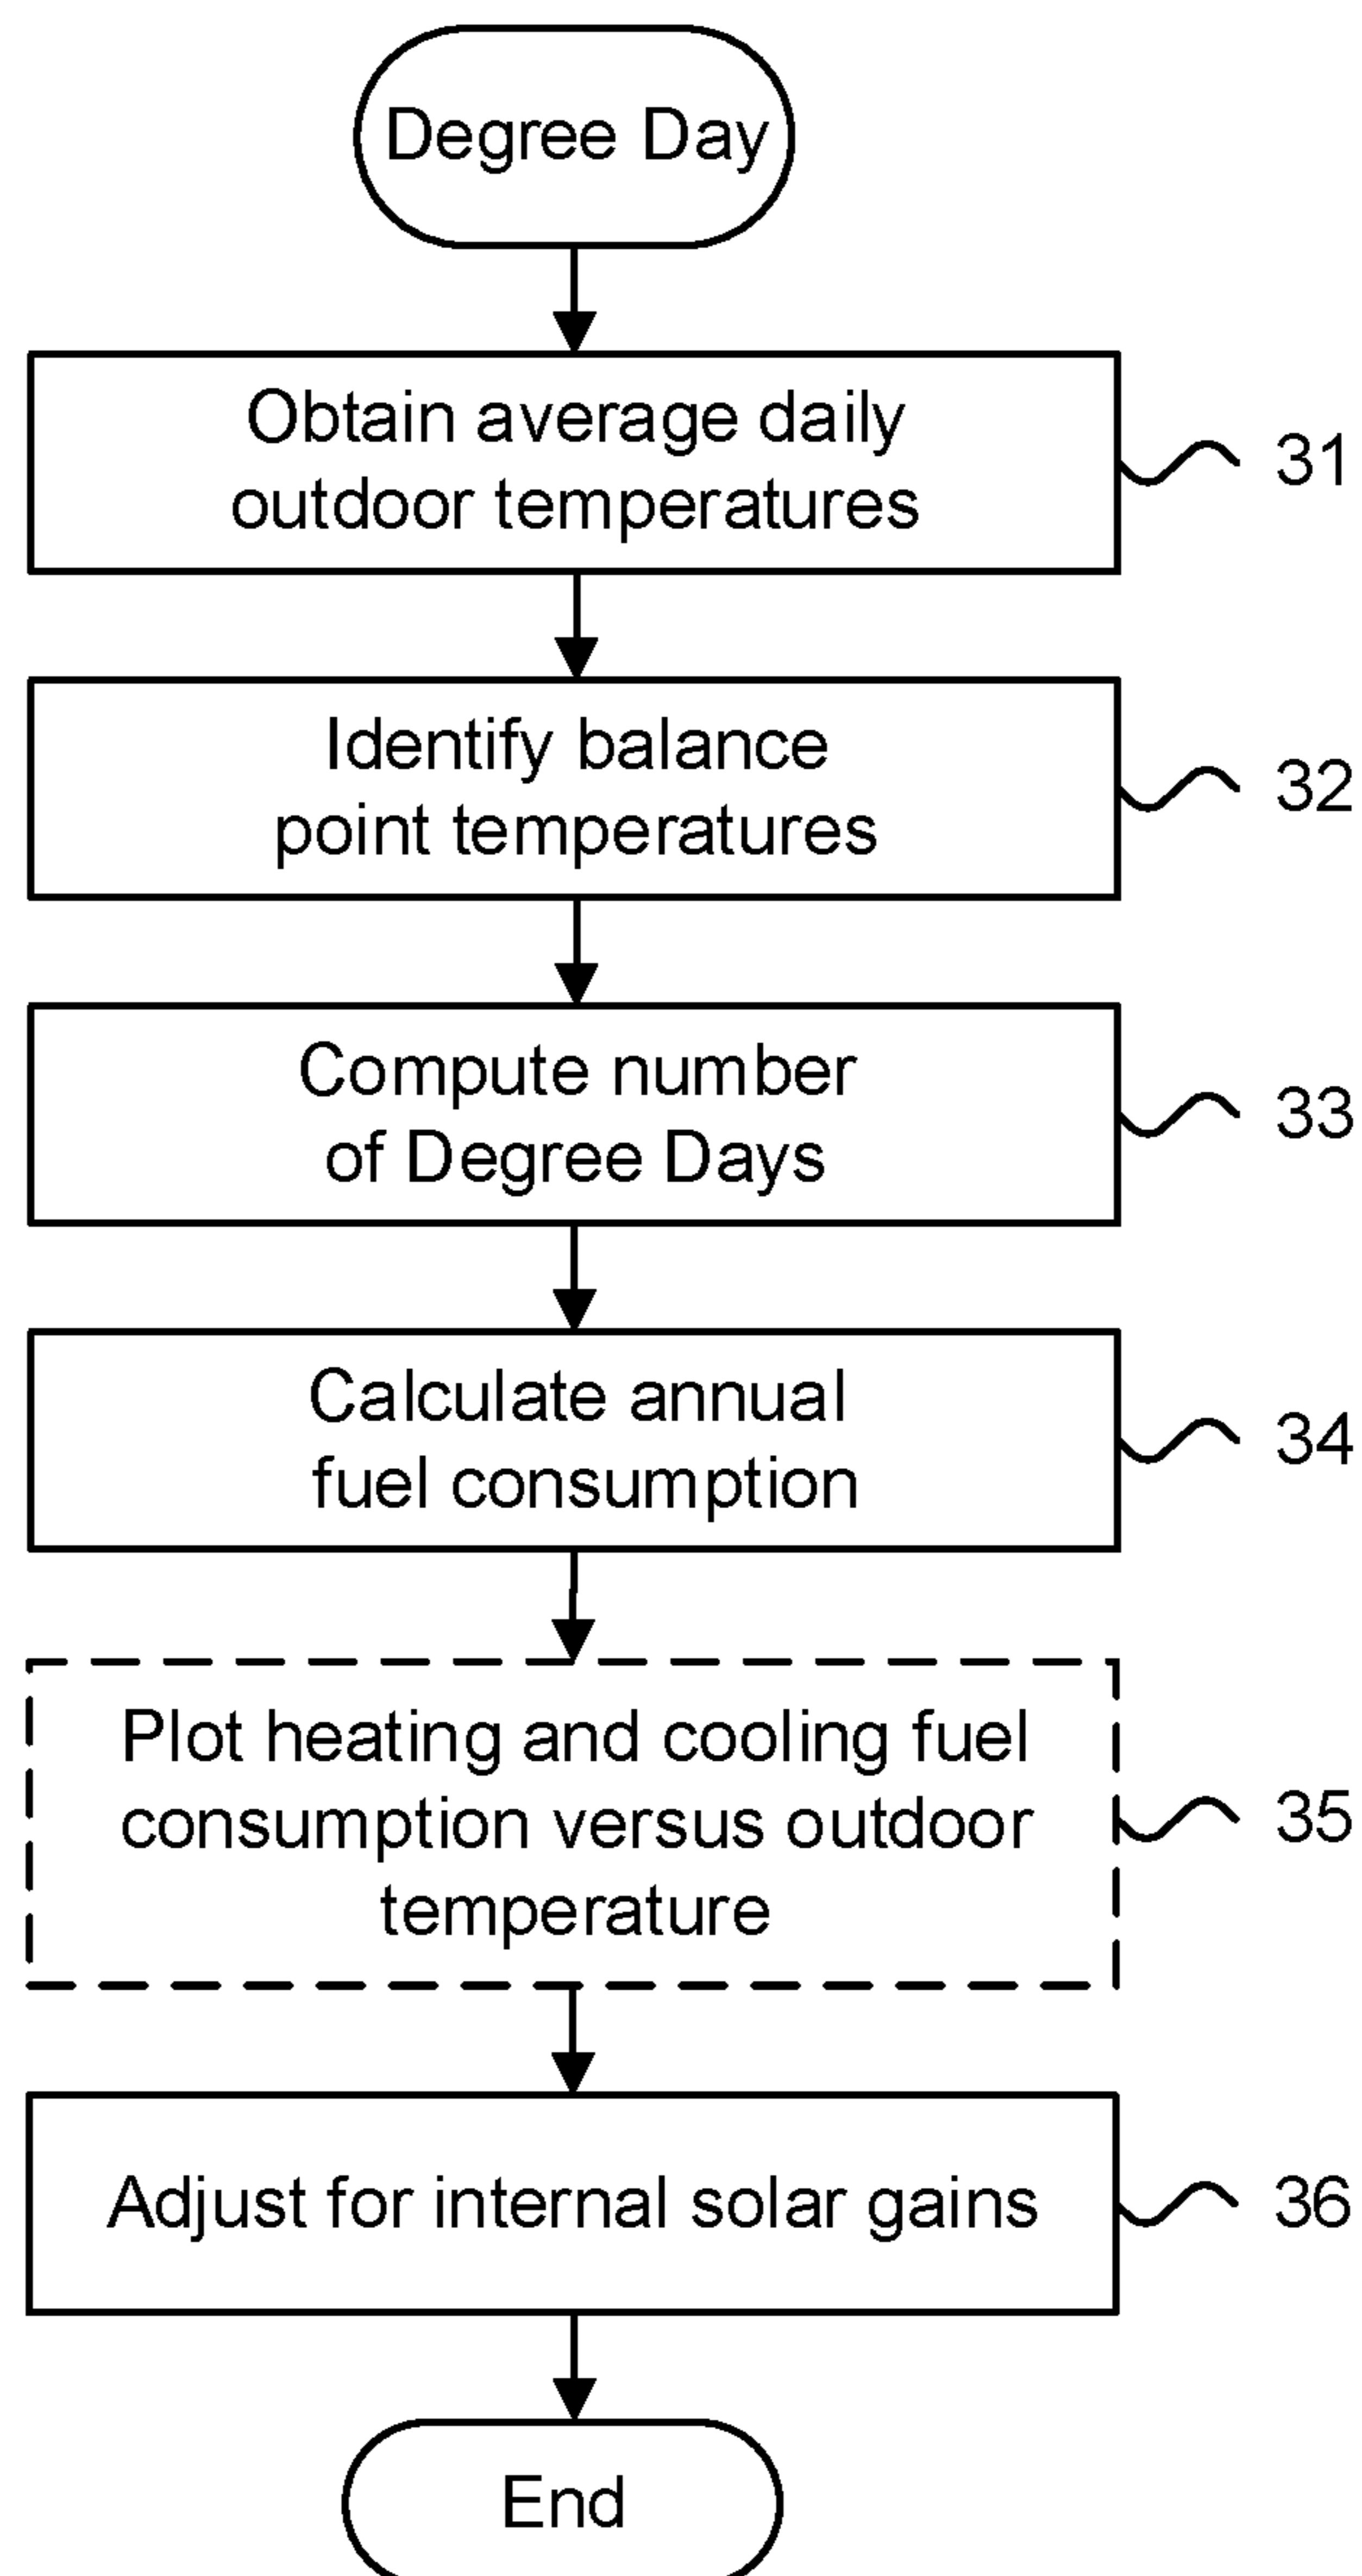 Degree Day
Obtain average daily
outdoor temperatures
31
Identify balance
point temperatures
32
Compute number
of Degree Days
33
Calculate annual
fuel consumption
34
Plot heating and cooling fuel
consumption versus outdoor
temperature
35
Adjust for internal solar gains
36
End